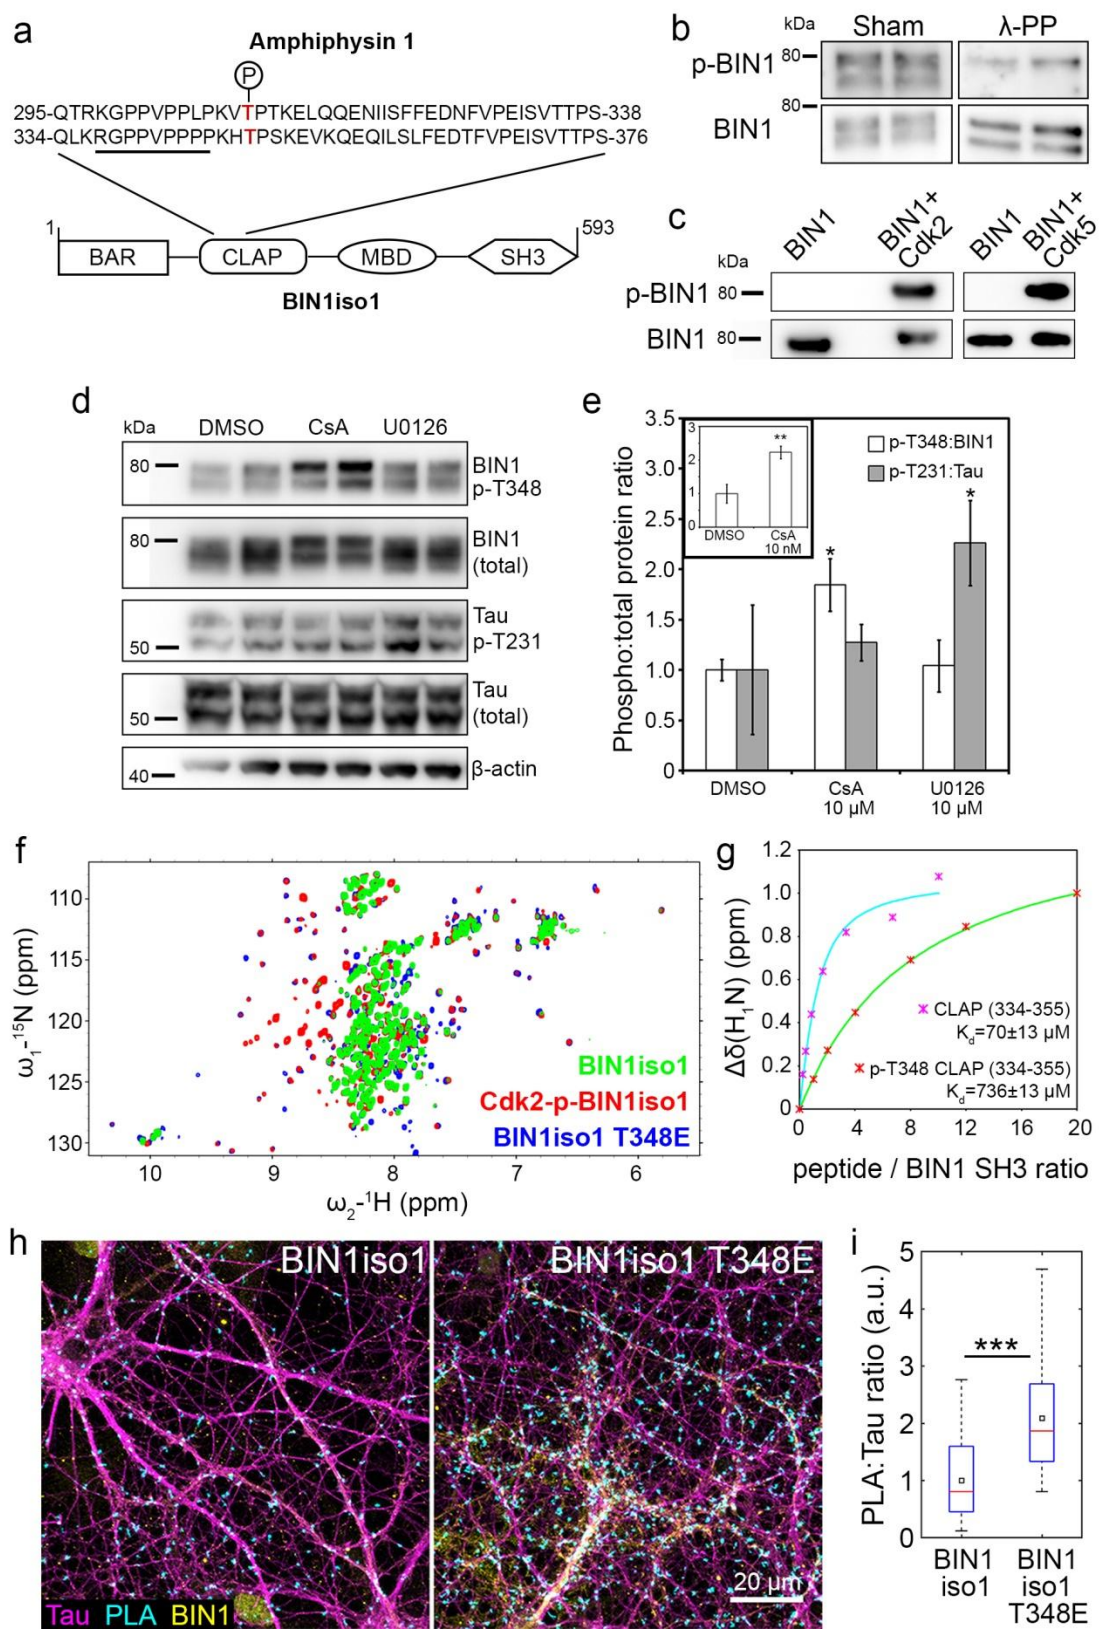 a
Amphiphysin 1
P
295-QTRKGPPVPPLPKVTPTKELQQENIISFFEDNFVPEISVTTPS-338
334-QLKRGPPVPPPPKHTPSKEVKQEQILSLFEDTFVPEISVTTPS-376
1
593
BAR
CLAP
MBD
SH3
BIN1iso1
b
kDa
Sham
λ-PP
p-BIN1
80
BIN1
80
c
kDa
BIN1
BIN1+
Cdk2
BIN1
BIN1+
Cdk5
p-BIN1
80
BIN1
80
d
kDa
DMSO
CsA
U0126
80
BIN1
p-T348
80
BIN1
(total)
Tau
50
p-T231
Tau
50
(total)
40
β-actin
e
Phospho:total protein ratio
3.5
3.0
2.5
2.0
1.5
1.0
0.5
0
3
2
1
0
**
DMSO
CsA
10 nM
p-T348:BIN1
p-T231:Tau
*
*
DMSO
CsA
10 µM
U0126
10 µM
f
ω1-15N (ppm)
110
115
120
125
130
BIN1iso1
Cdk2-p-BIN1iso1
BIN1iso1 T348E
10
9
8
7
6
ω2-1H (ppm)
g
Δδ(H1N) (ppm)
1.2
1.0
0.8
0.6
0.4
0.2
0
CLAP (334-355)
Kd=70±13 µM
p-T348 CLAP (334-355)
Kd=736±13 µM
0
4
8
12
16
20
peptide / BIN1 SH3 ratio
h
BIN1iso1
BIN1iso1 T348E
Tau PLA BIN1
20 µm
i
PLA:Tau ratio (a.u.)
5
4
3
2
1
0
***
BIN1
iso1
BIN1
iso1
T348E